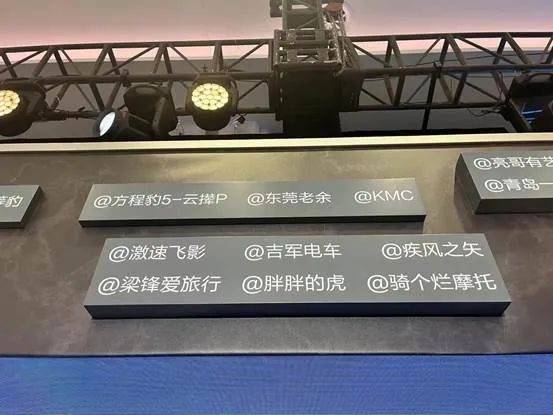 @亮哥有艺
@青岛一
豹
@方程豹5-云撵P @东莞老余 @KMC
@激速飞影 @吉军电车 @疾风之矢
@梁锋爱旅行 @胖胖的虎 @骑个烂摩托